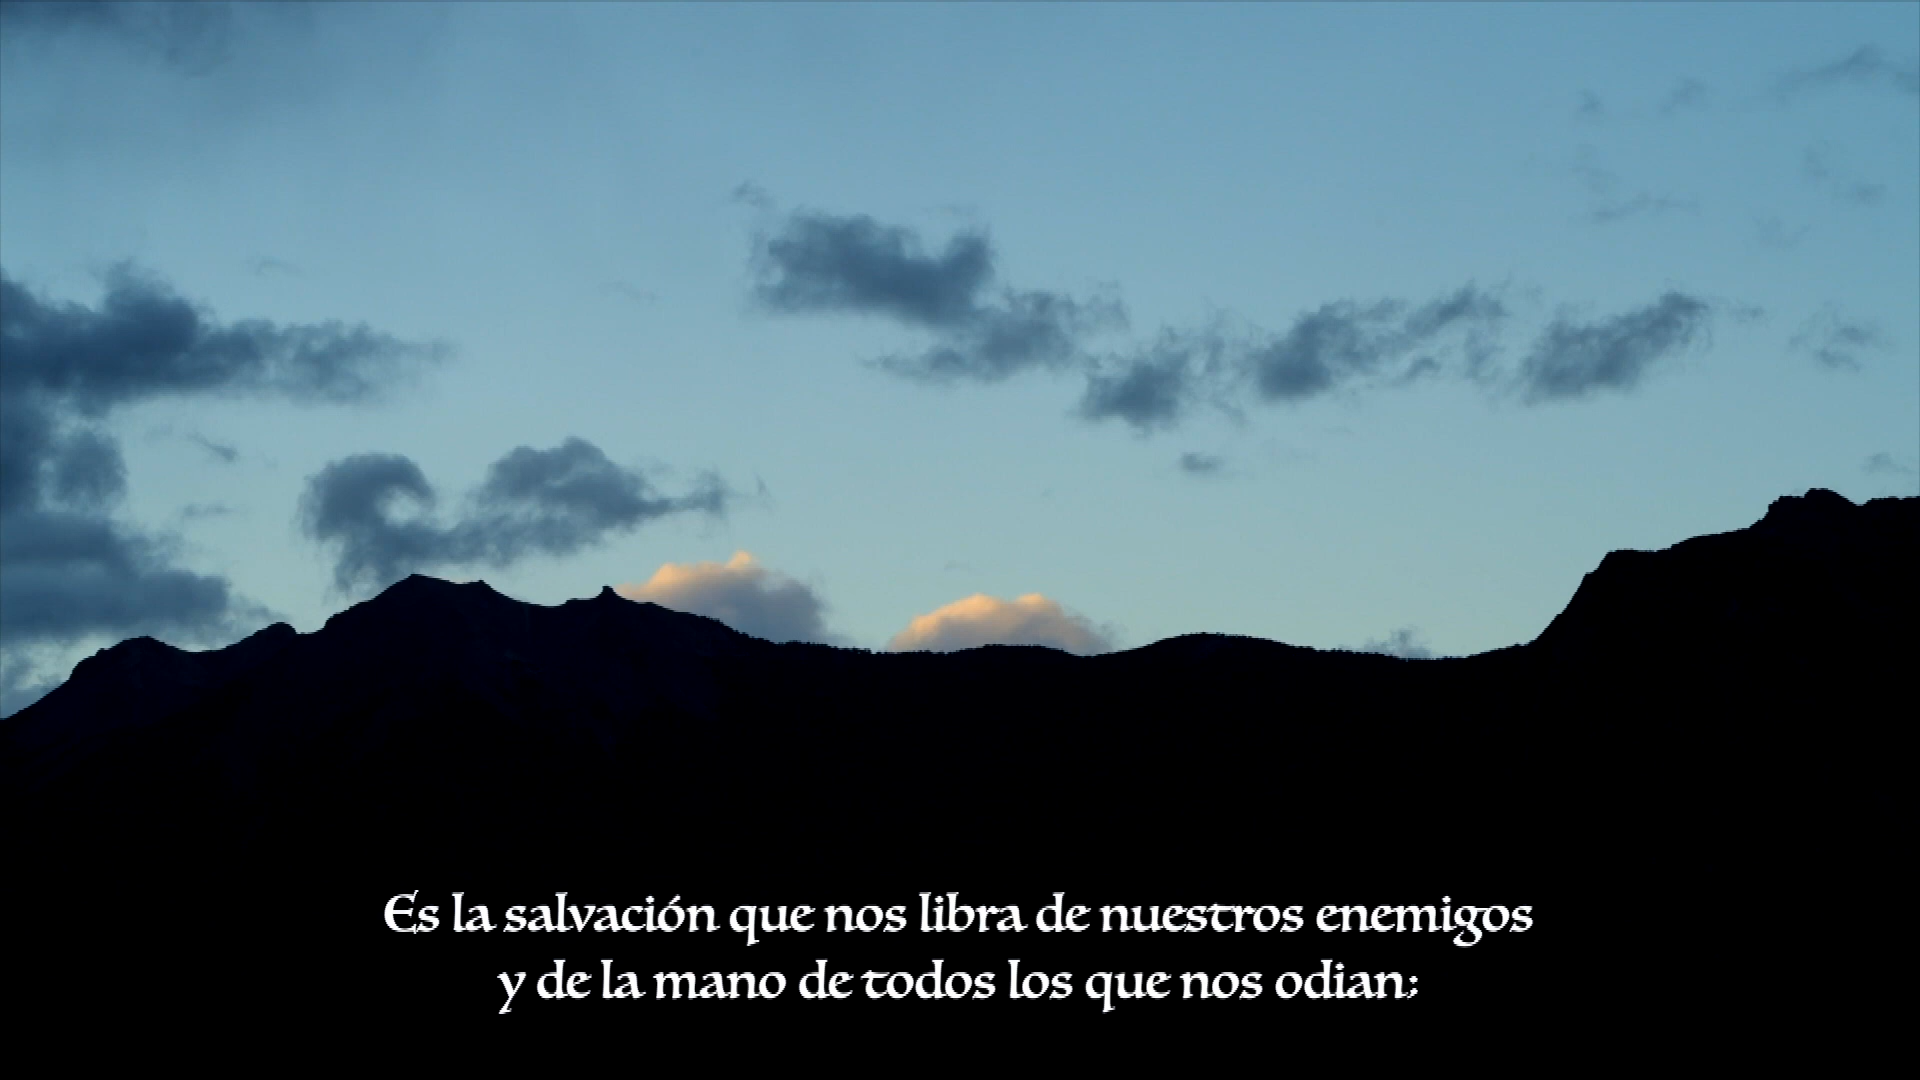 Es la salvación que nos libra de nuestros enemigos
y de la mano de todos los que nos odian;